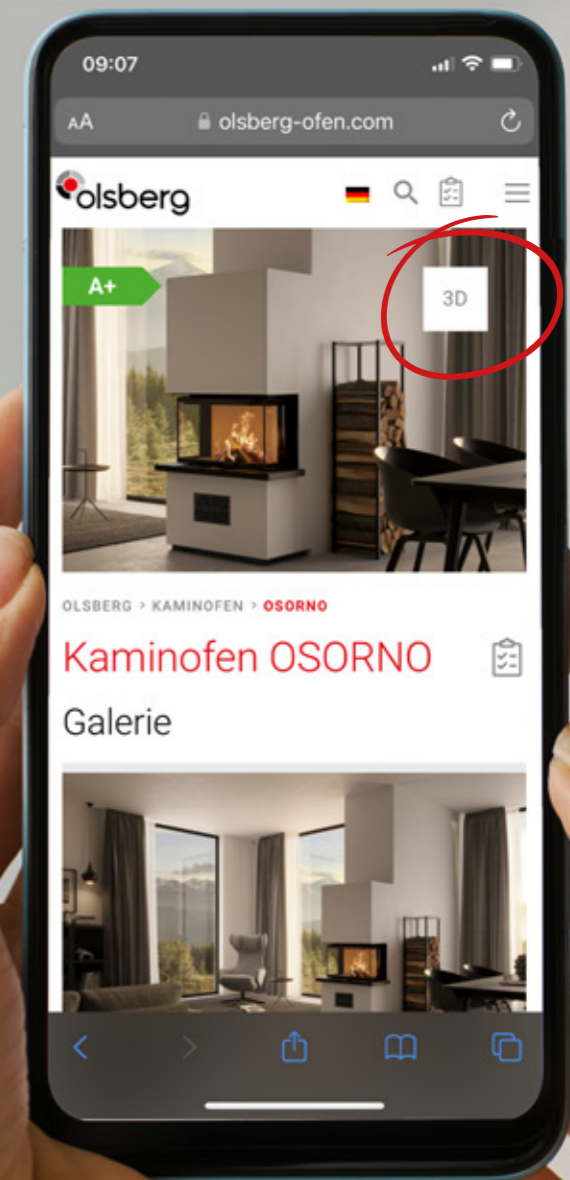 09:07
AA olsberg-ofen.com
olsberg
A+
3D
OLSBERG > KAMINOFEN > OSORNO
Kaminofen OSORNO
Galerie